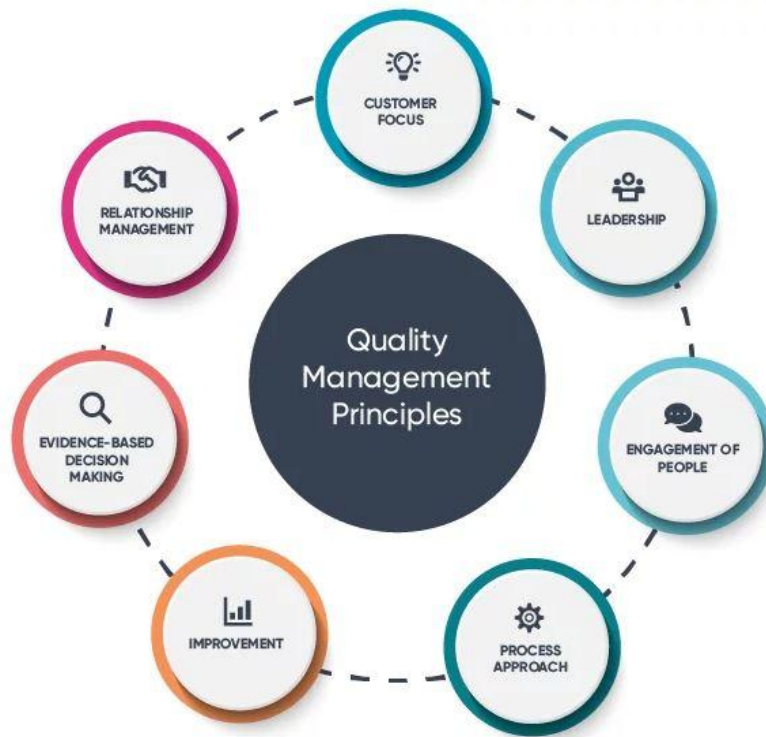 CUSTOMER
FOCUS
LEADERSHIP
ENGAGEMENT OF
PEOPLE
PROCESS
APPROACH
IMPROVEMENT
EVIDENCE-BASED
DECISION
MAKING
RELATIONSHIP
MANAGEMENT
Quality
Management
Principles